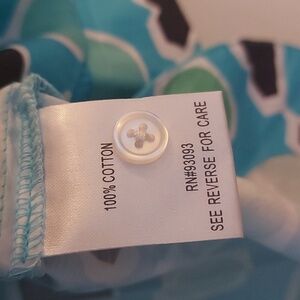 100% COTTON
RN#93093
SEE REVERSE FOR CARE